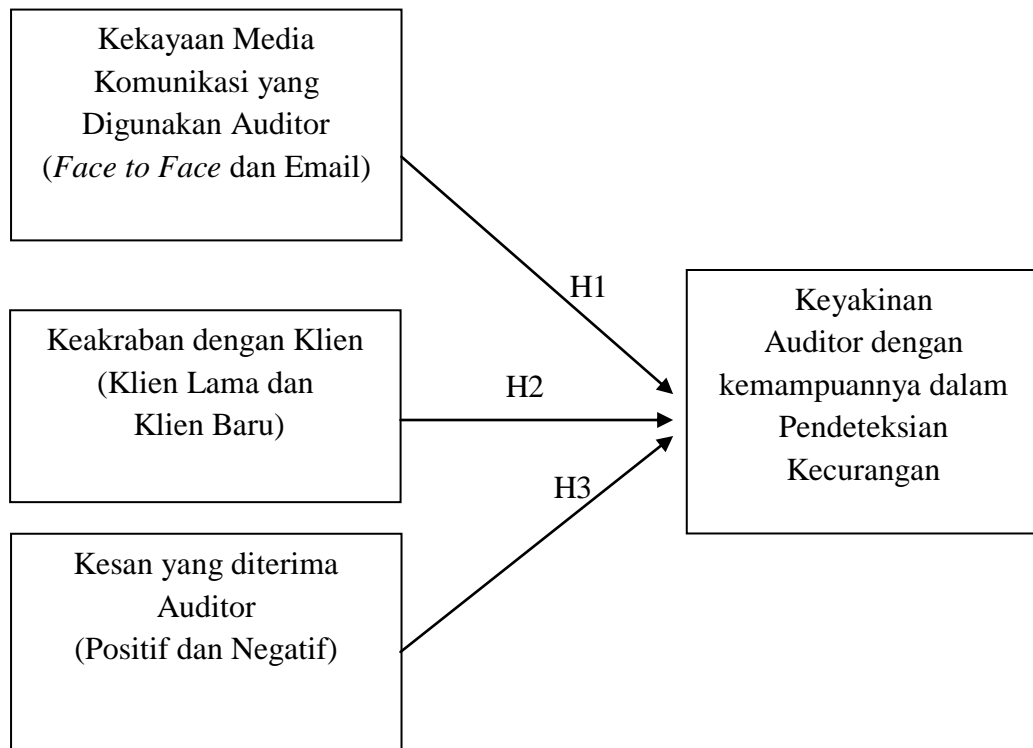 Kekayaan Media
Komunikasi yang
Digunakan Auditor
(Face to Face dan Email)
H1
Keakraban dengan Klien
(Klien Lama dan
Klien Baru)
H2
Keyakinan
Auditor dengan
kemampuannya dalam
Pendeteksian
Kecurangan
H3
Kesan yang diterima
Auditor
(Positif dan Negatif)